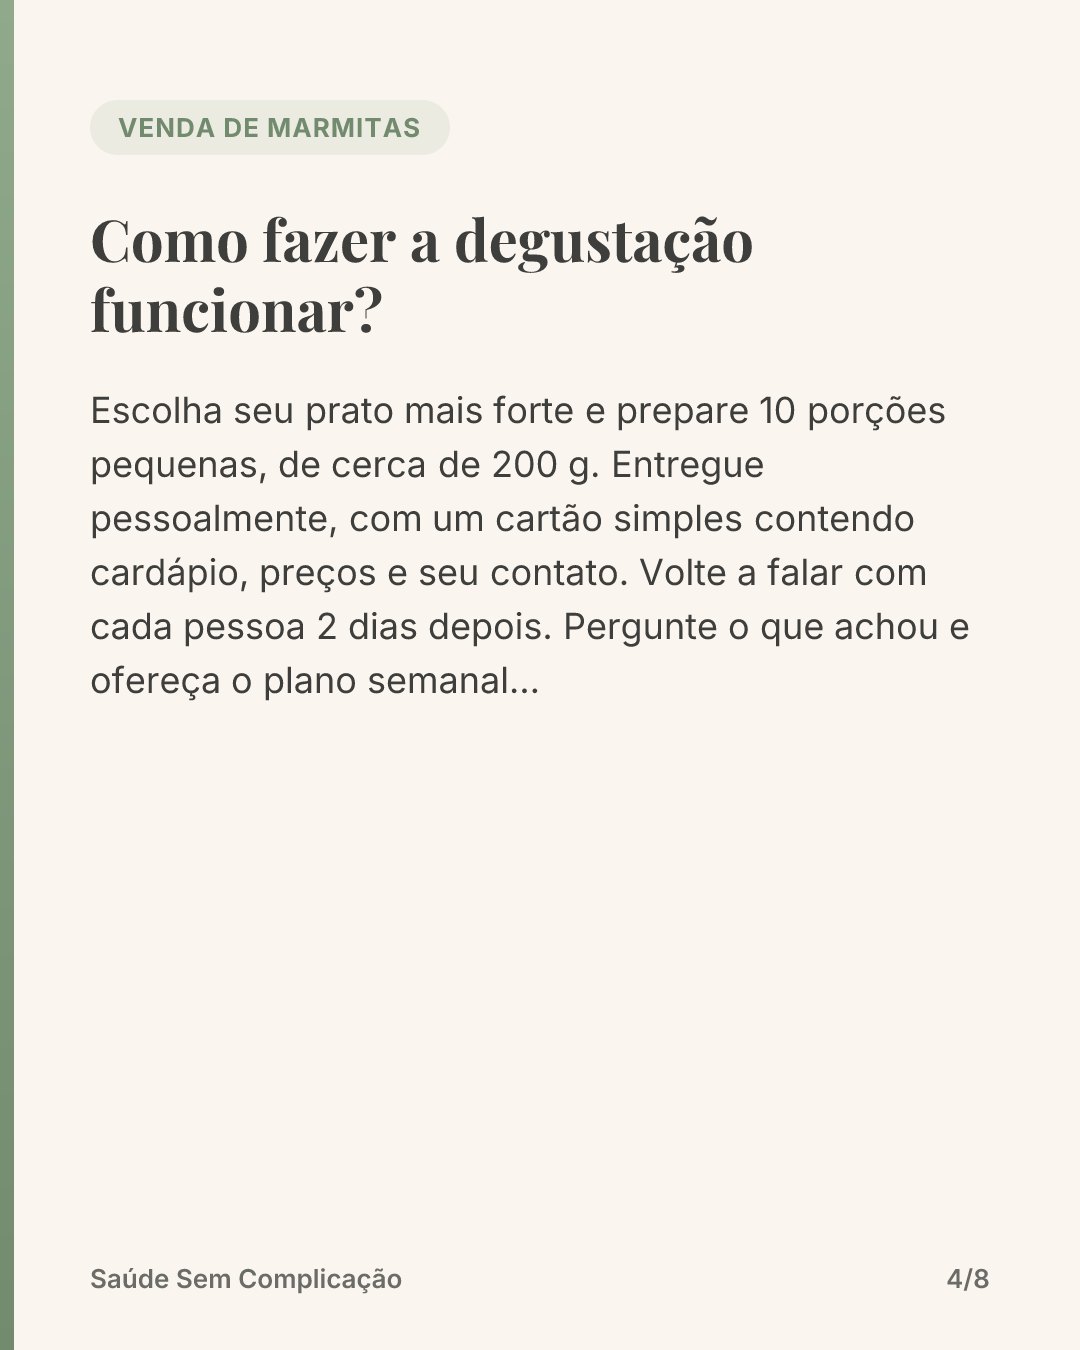 VENDA DE MARMITAS
Como fazer a degustação
funcionar?
Escolha seu prato mais forte e prepare 10 porções
pequenas, de cerca de 200 g. Entregue
pessoalmente, com um cartão simples contendo
cardápio, preços e seu contato. Volte a falar com
cada pessoa 2 dias depois. Pergunte o que achou e
ofereça o plano semanal...
Saúde Sem Complicação
4/8